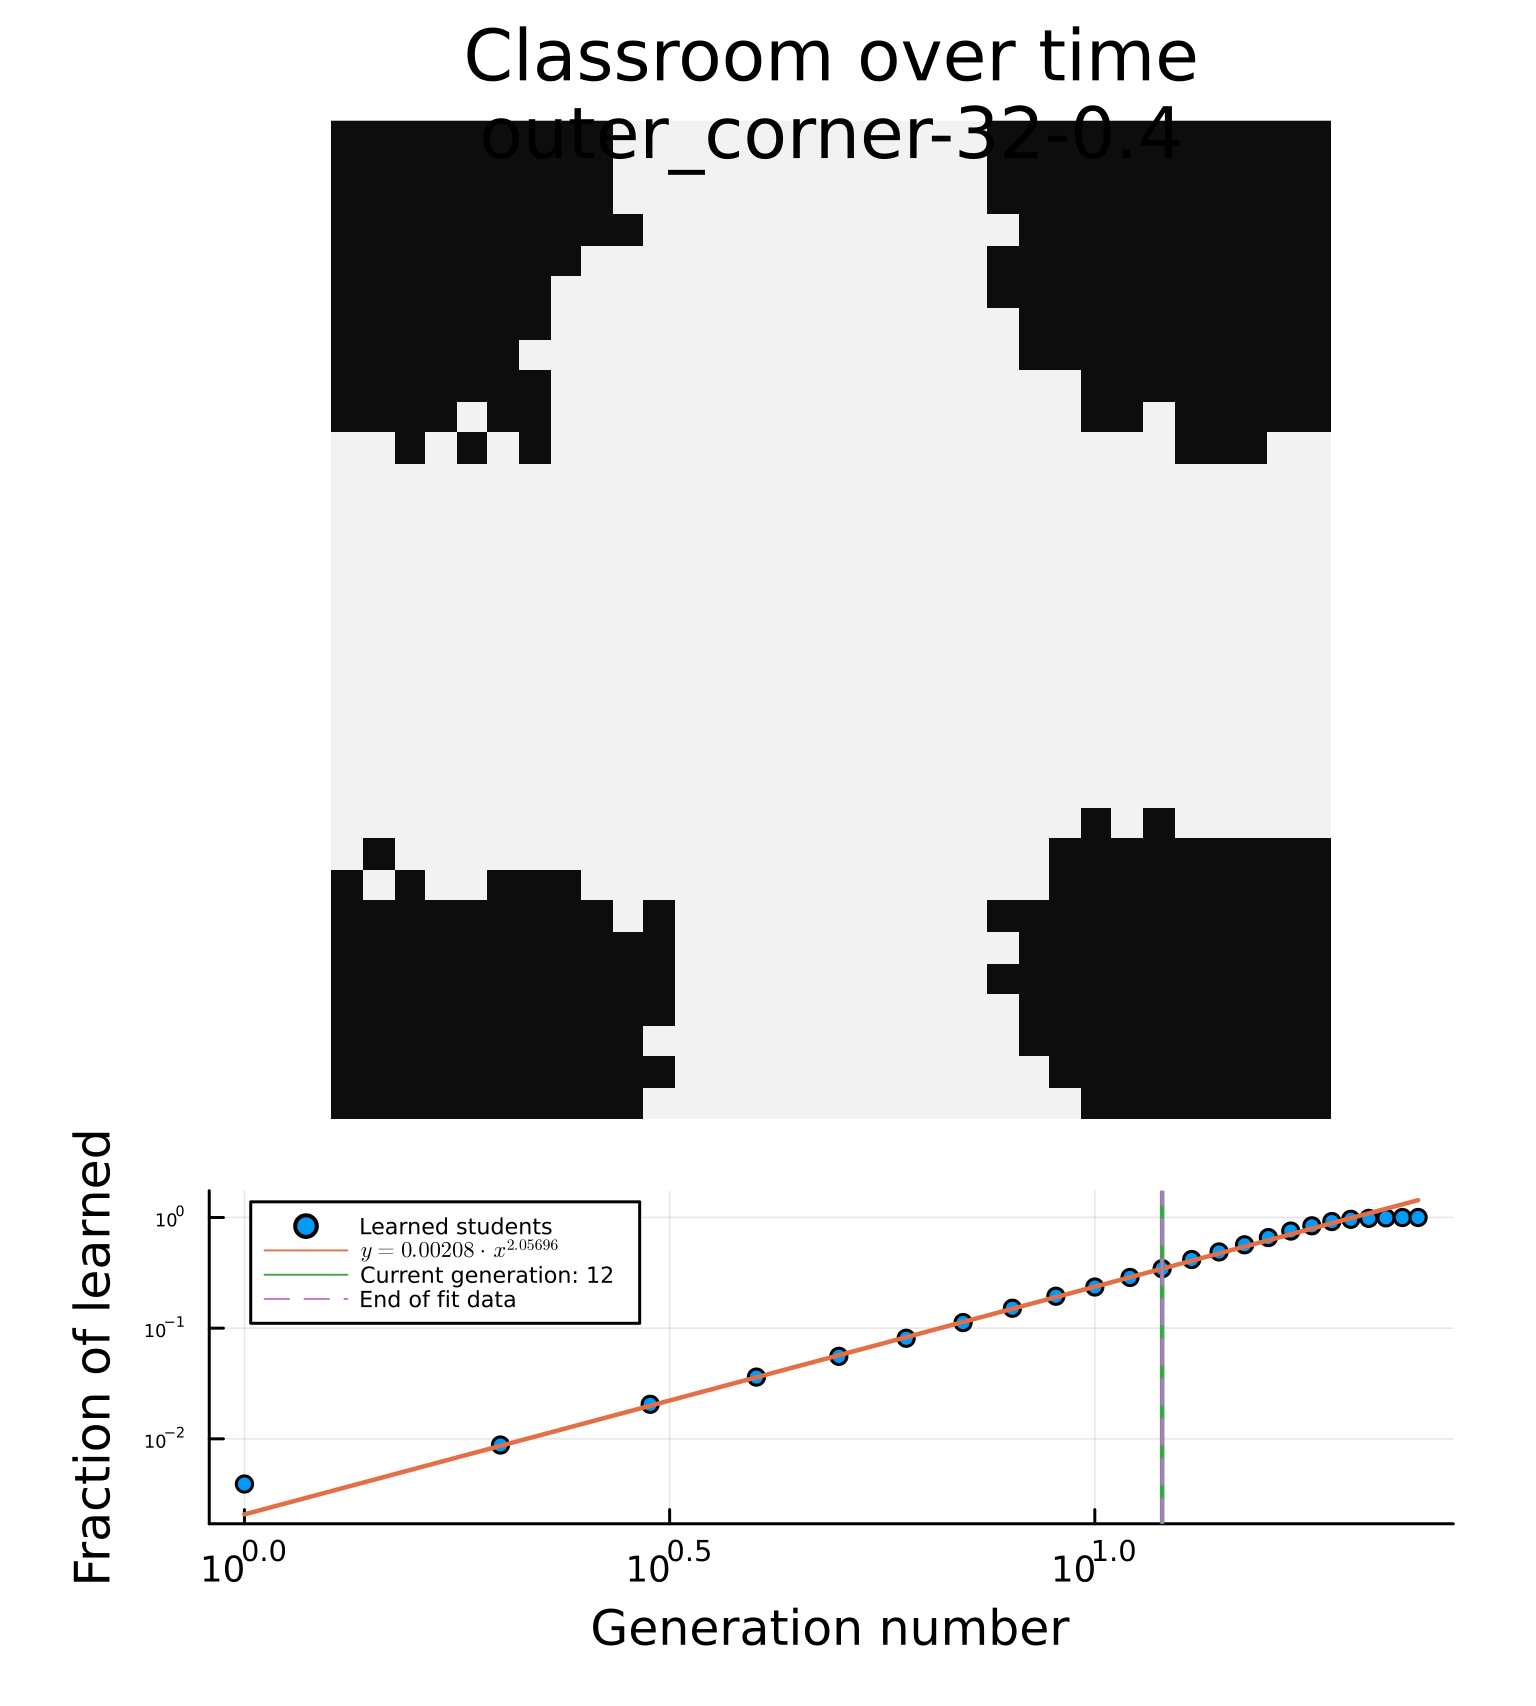 Classroom over time
outer_corner-32-0.4
Fraction of learned
10^0
10^−1
10^−2
Learned students
y = 0.00208 · x^2.05696
Current generation: 12
End of fit data
10^0.0
10^0.5
10^1.0
Generation number